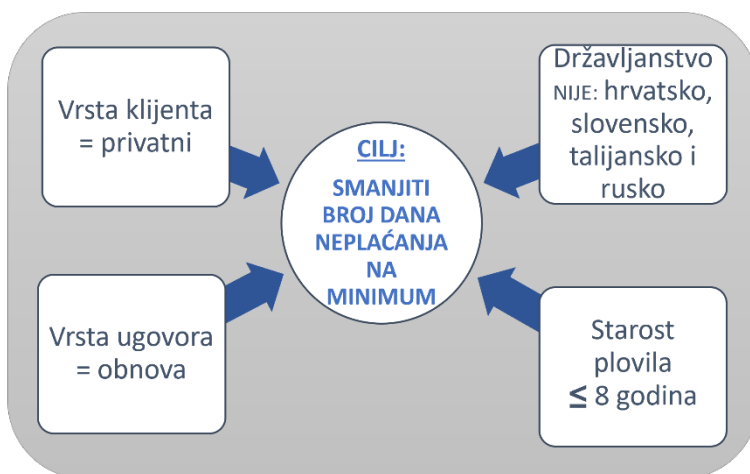 Vrsta klijenta
= privatni
Državljanstvo
NIJE: hrvatsko,
slovensko,
talijansko i
rusko
CILJ:
SMANJITI
BROJ DANA
NEPLAĆANJA
NA
MINIMUM
Vrsta ugovora
= obnova
Starost
plovila
≤ 8 godina